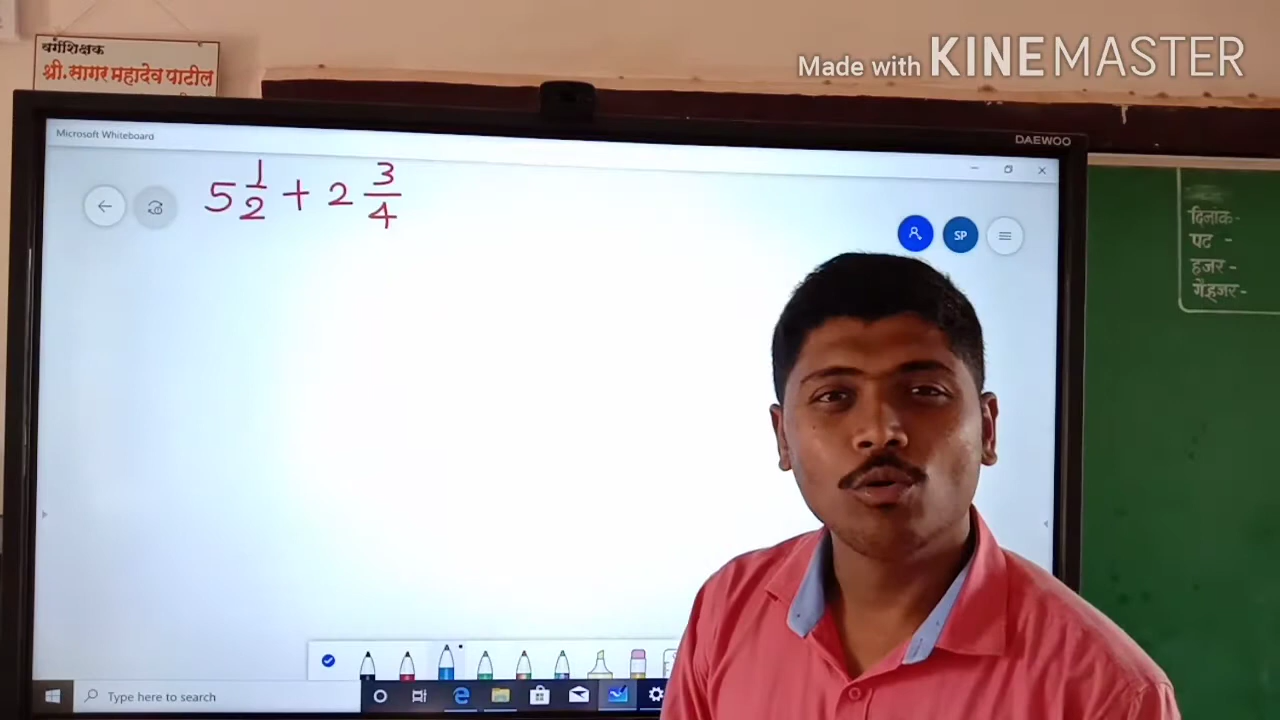 Made with KINEMASTER
वर्गशिक्षक
श्री.सागर महादेव पाटील
Microsoft Whiteboard
DAEWOO
5 1/2 + 2 3/4
SP
दिनांक-
पट -
हजर -
गैरहजर-
Type here to search